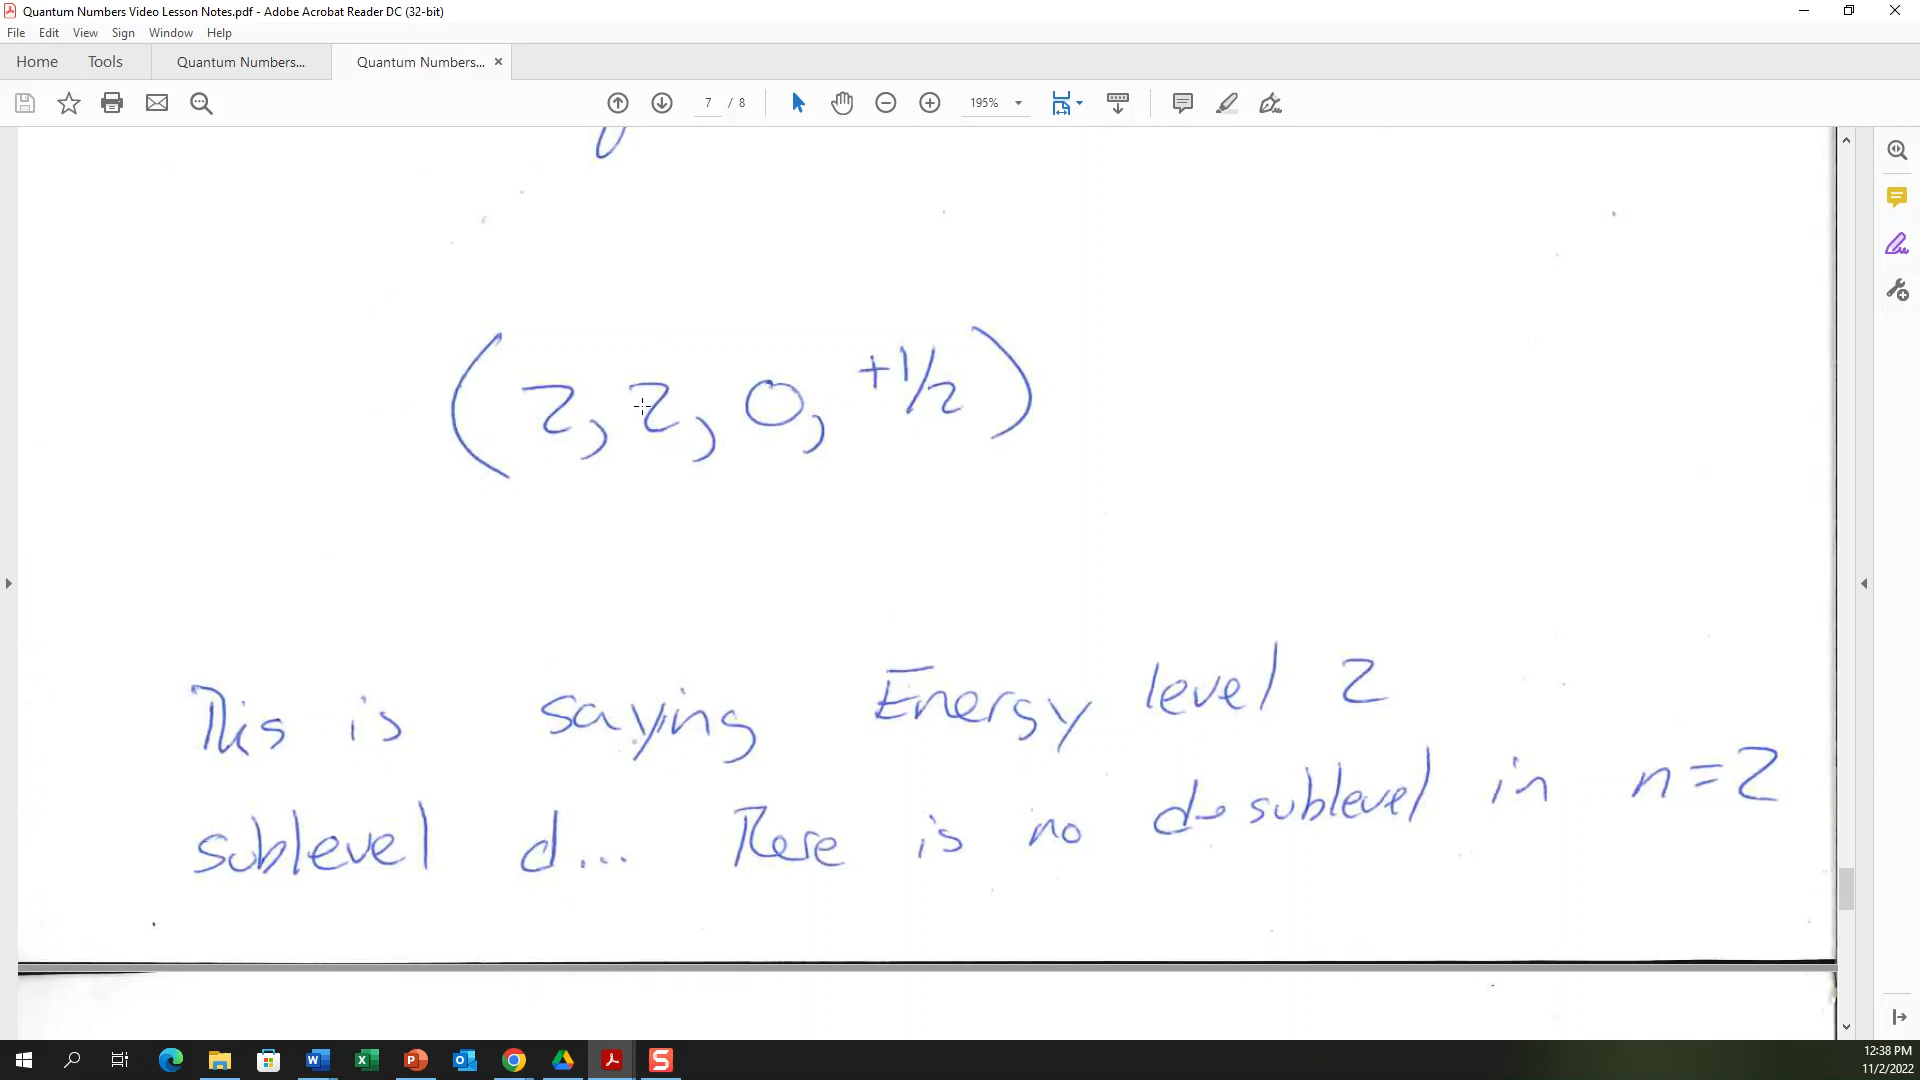 Quantum Numbers Video Lesson Notes.pdf - Adobe Acrobat Reader DC (32-bit)
File Edit View Sign Window Help
Home Tools Quantum Numbers... Quantum Numbers... ×
7 / 8 195%
(2, 2, 0, +1/2)
This is saying Energy level 2
sublevel d... There is no d-sublevel in n=2
12:38 PM
11/2/2022